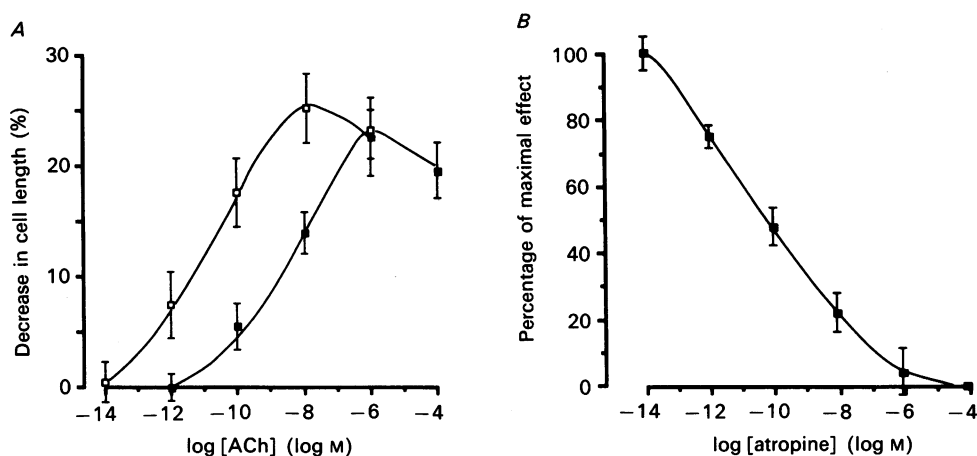 A
B
30
20
10
0
Decrease in cell length (%)
−14 −12 −10 −8 −6 −4
log [ACh] (log M)
100
80
60
40
20
0
Percentage of maximal effect
−14 −12 −10 −8 −6 −4
log [atropine] (log M)